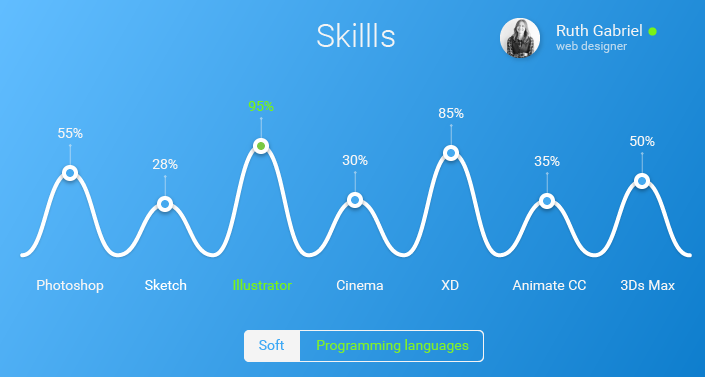 Skillls
Ruth Gabriel
web designer
55%
28%
95%
30%
85%
35%
50%
Photoshop
Sketch
Illustrator
Cinema
XD
Animate CC
3Ds Max
Soft
Programming languages